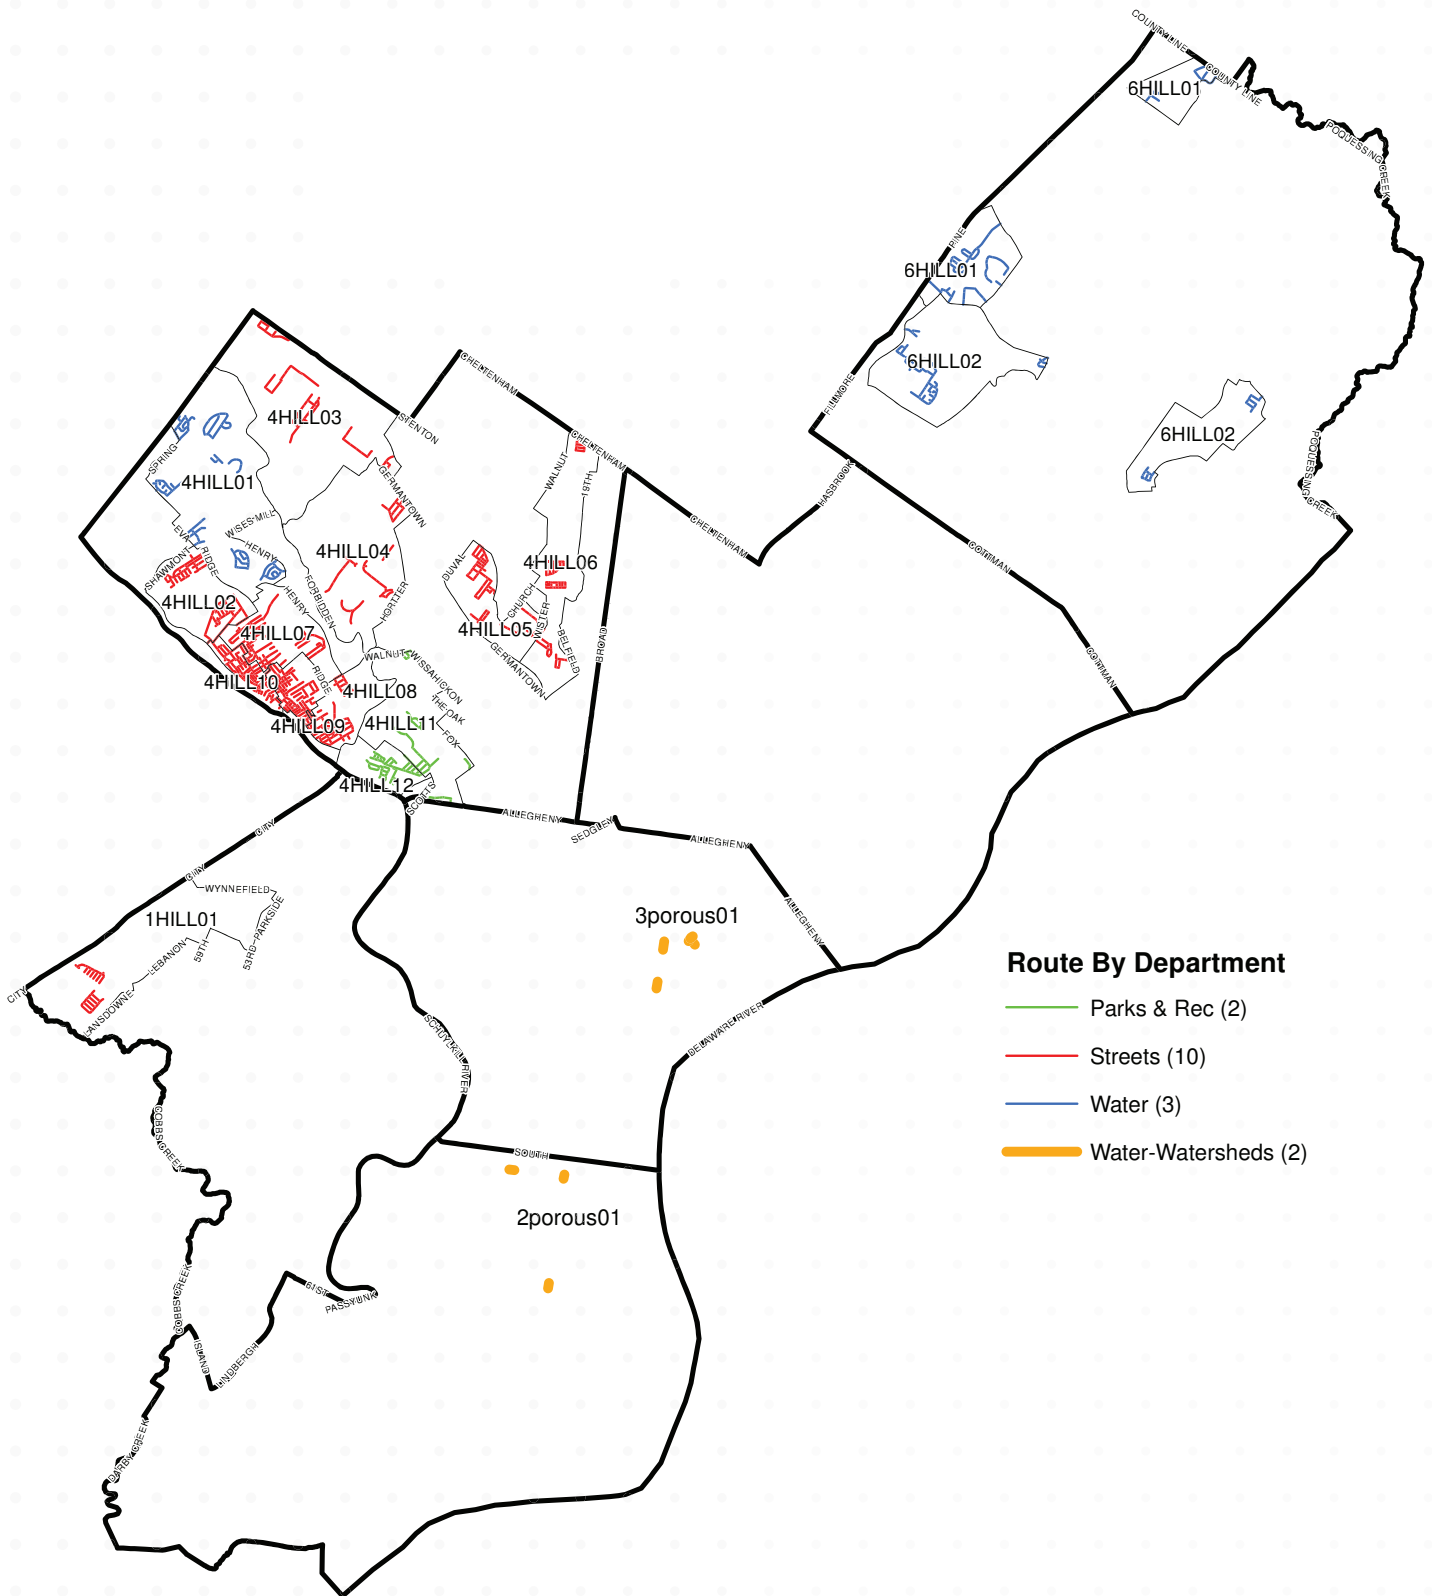 COUNTY LINE
COUNTY LINE
6HILL01
POQUESSING CREEK
PINE
6HILL01
6HILL02
FILLMORE
6HILL02
POQUESSING CREEK
CHELTENHAM
STENTON
4HILL03
CHELTENHAM
WALNUT
19TH
SPRING
4HILL01
GERMANTOWN
HASBROOK
CHELTENHAM
COTTMAN
WISES MILL
EVA
RIDGE
HENRY
SHAWMONT
4HILL04
DUVAL
4HILL06
FORBIDDEN
HORTTER
HENRY
4HILL02
CHURCH
WISTER
4HILL07
4HILL05
BELFIELD
BROAD
GERMANTOWN
COTTMAN
WALNUT
WISSAHICKON
RIDGE
4HILL10
4HILL08
THE OAK
4HILL09
4HILL11
FOX
4HILL12
SCOTTS
ALLEGHENY
SEDGLEY
ALLEGHENY
CITY
CITY
WYNNEFIELD
1HILL01
53RD PARKSIDE
59TH
LEBANON
LANSDOWNE
CITY
3porous01
ALLEGHENY
DELAWARE RIVER
SCHUYLKILL RIVER
Route By Department
Parks & Rec (2)
Streets (10)
Water (3)
Water-Watersheds (2)
COBBS CREEK
SOUTH
2porous01
COBBS CREEK
61ST
PASSYUNK
ISLAND
LINDBERGH
DARBY CREEK